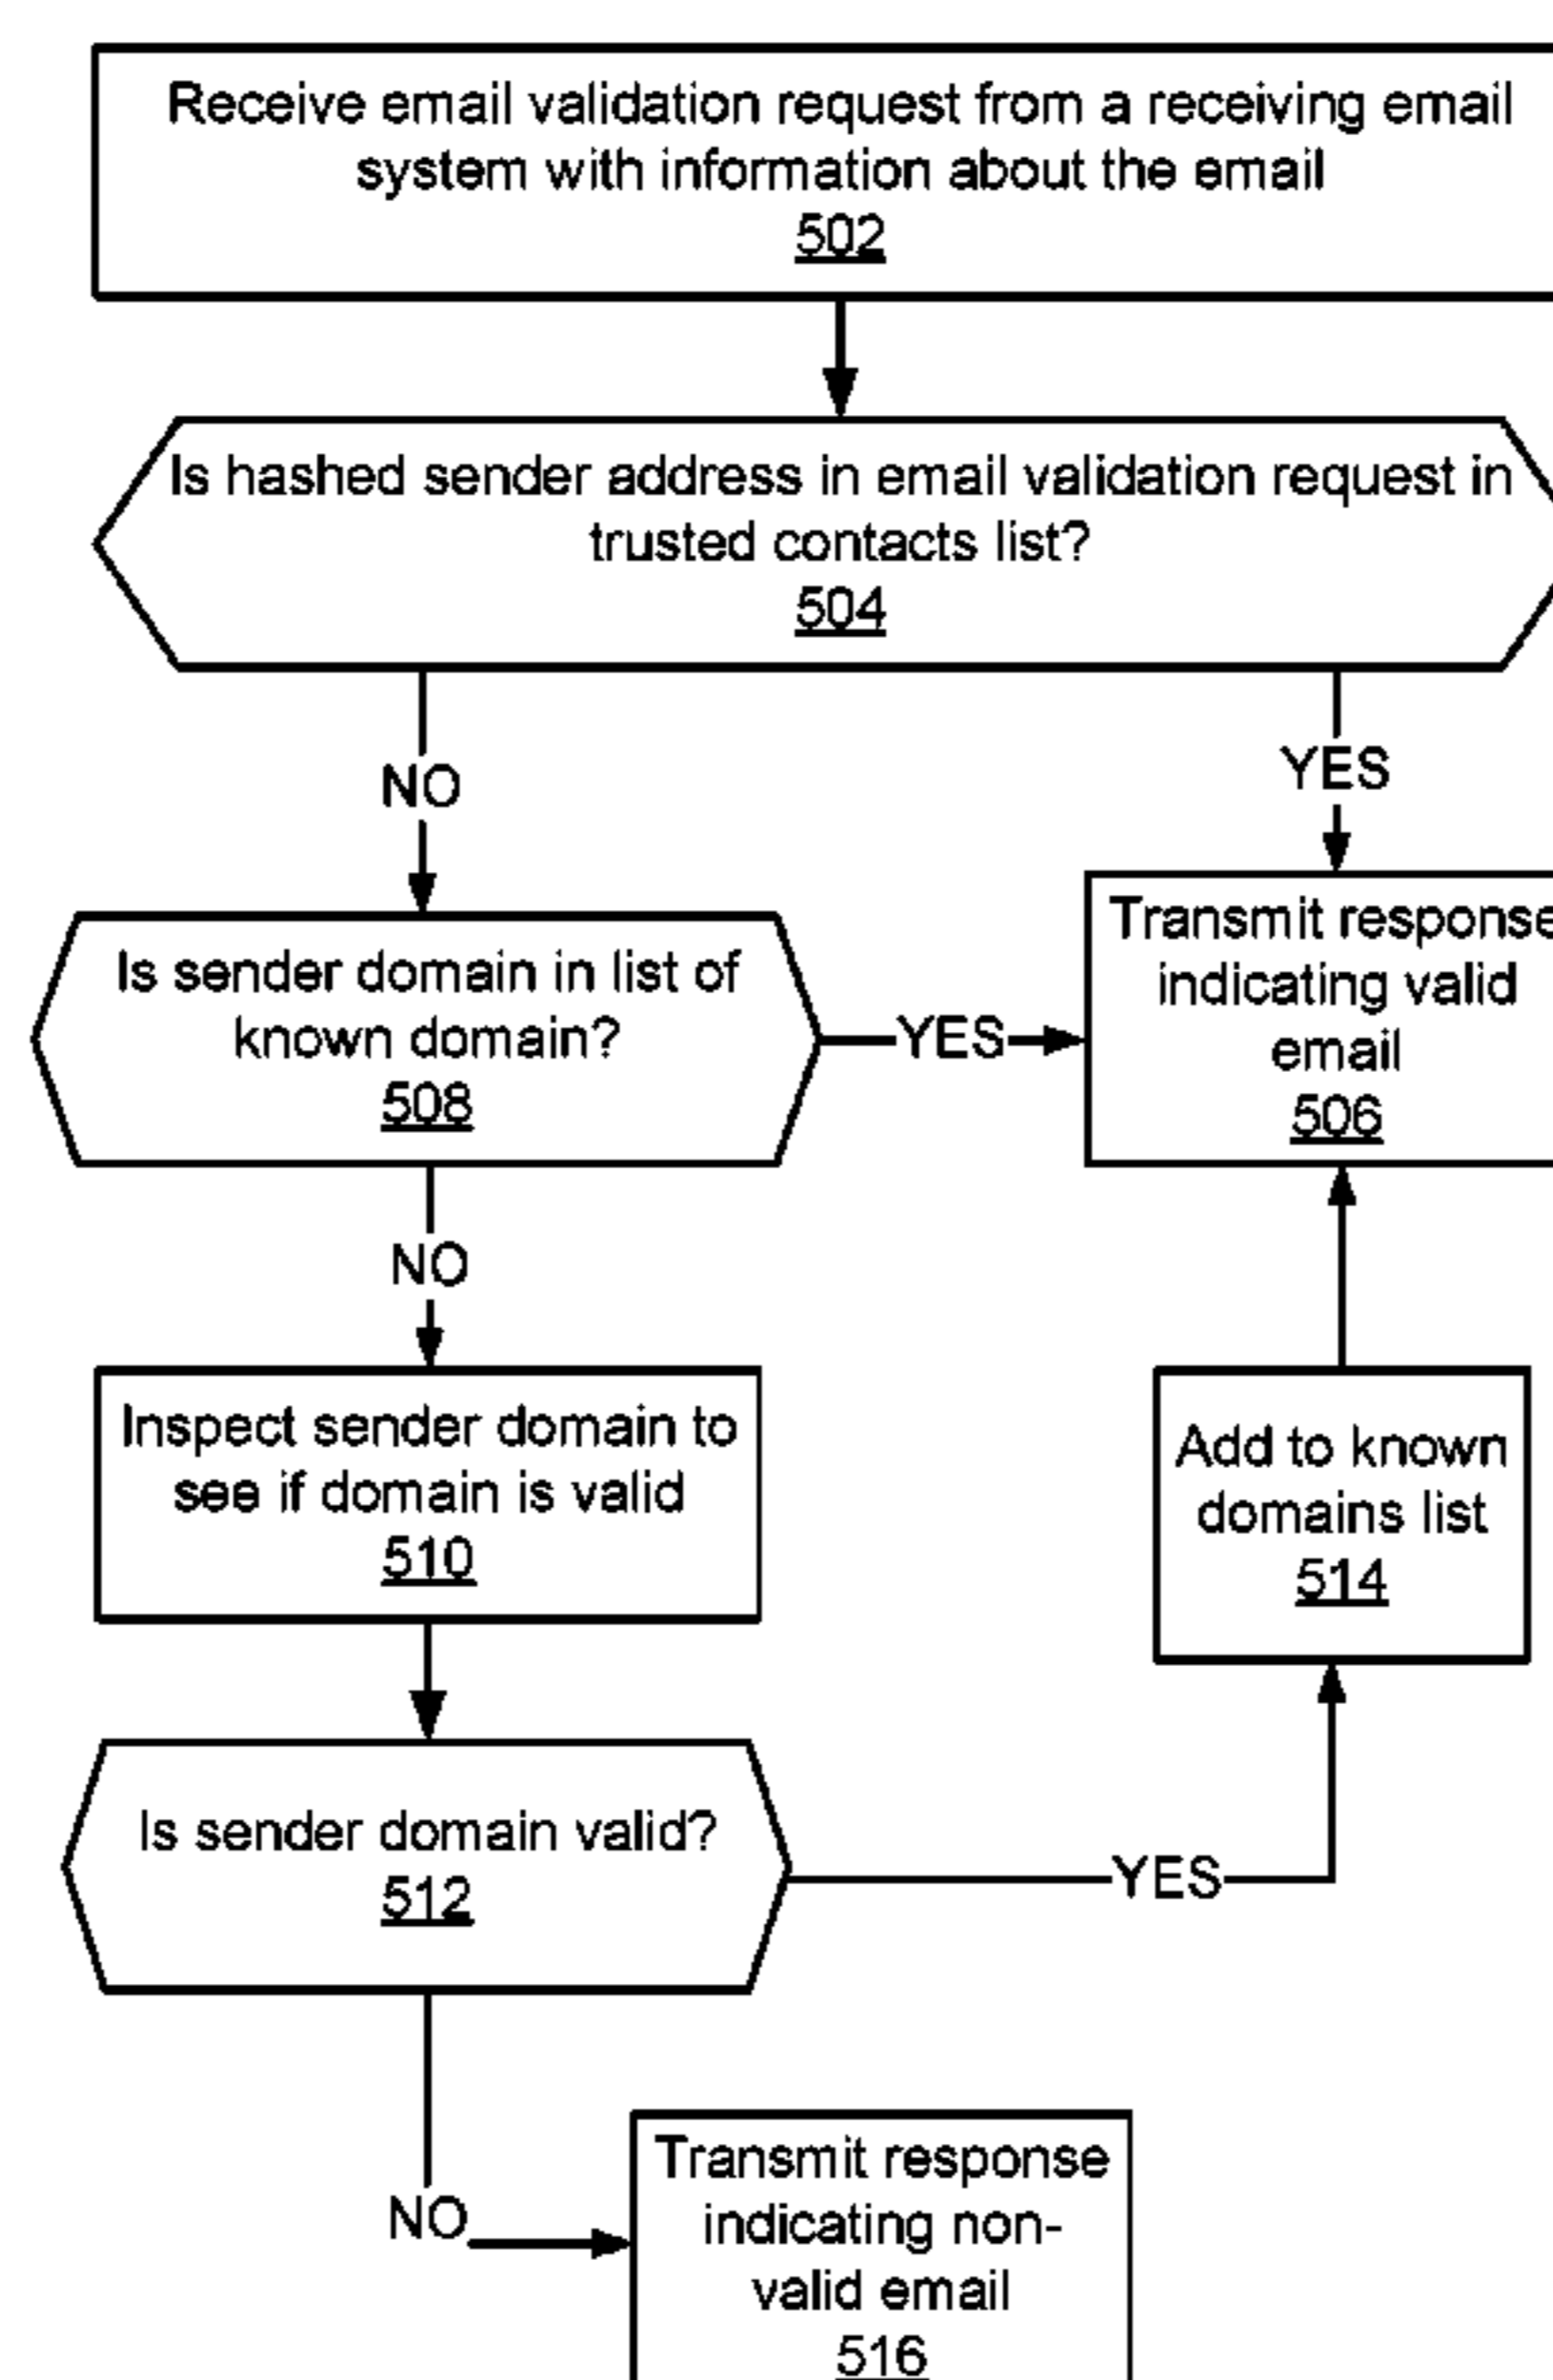 Receive email validation request from a receiving email
system with information about the email
502
Is hashed sender address in email validation request in
trusted contacts list?
504
NO
YES
Is sender domain in list of
known domain?
508
YES
Transmit response
indicating valid
email
506
NO
Inspect sender domain to
see if domain is valid
510
Add to known
domains list
514
Is sender domain valid?
512
YES
NO
Transmit response
indicating non-
valid email
516